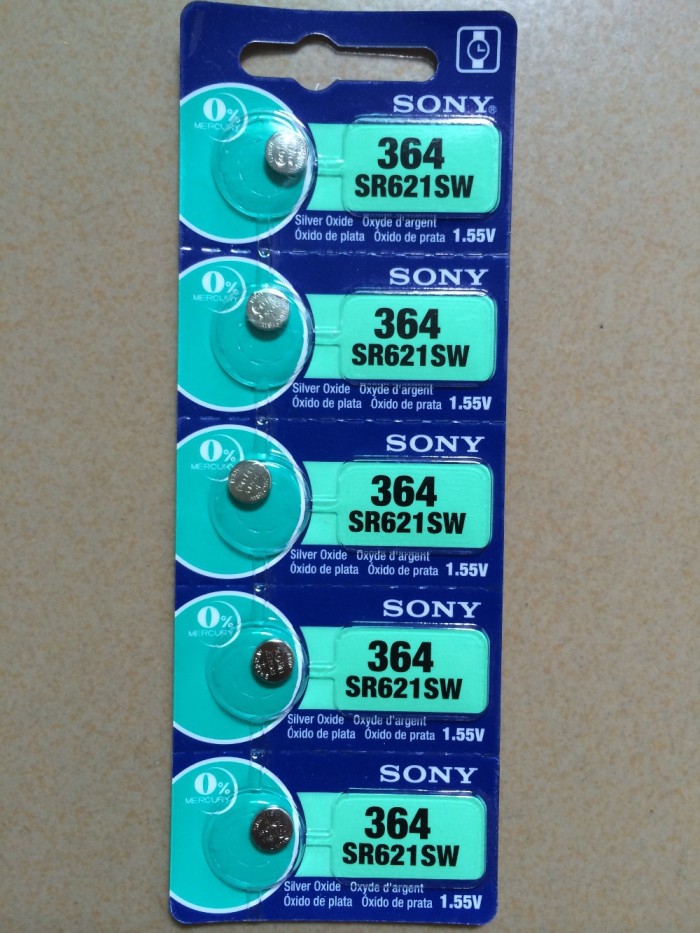 SONY®
0%
MERCURY
364
SR621SW
Silver Oxide Oxyde d'argent
Óxido de plata Óxido de prata 1.55V
SONY
0%
MERCURY
364
SR621SW
Silver Oxide Oxyde d'argent
Óxido de plata Óxido de prata 1.55V
SONY
0%
MERCURY
364
SR621SW
Silver Oxide Oxyde d'argent
Óxido de plata Óxido de prata 1.55V
SONY
0%
MERCURY
364
SR621SW
Silver Oxide Oxyde d'argent
Óxido de plata Óxido de prata 1.55V
SONY
0%
MERCURY
364
SR621SW
Silver Oxide Oxyde d'argent
Óxido de plata Óxido de prata 1.55V